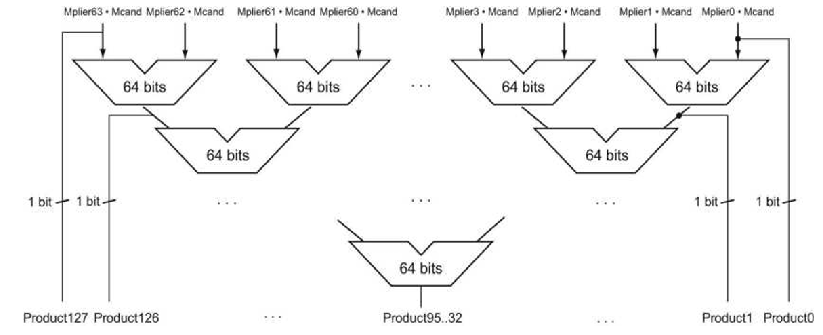 Mplier63 • Mcand Mplier62 • Mcand Mplier61 • Mcand Mplier60 • Mcand Mplier3 • Mcand Mplier2 • Mcand Mplier1 • Mcand Mplier0 • Mcand
64 bits 64 bits . . . 64 bits 64 bits
64 bits 64 bits
1 bit 1 bit . . . . . . . . . 1 bit 1 bit
64 bits
Product127 Product126 . . . Product95..32 . . . Product1 Product0